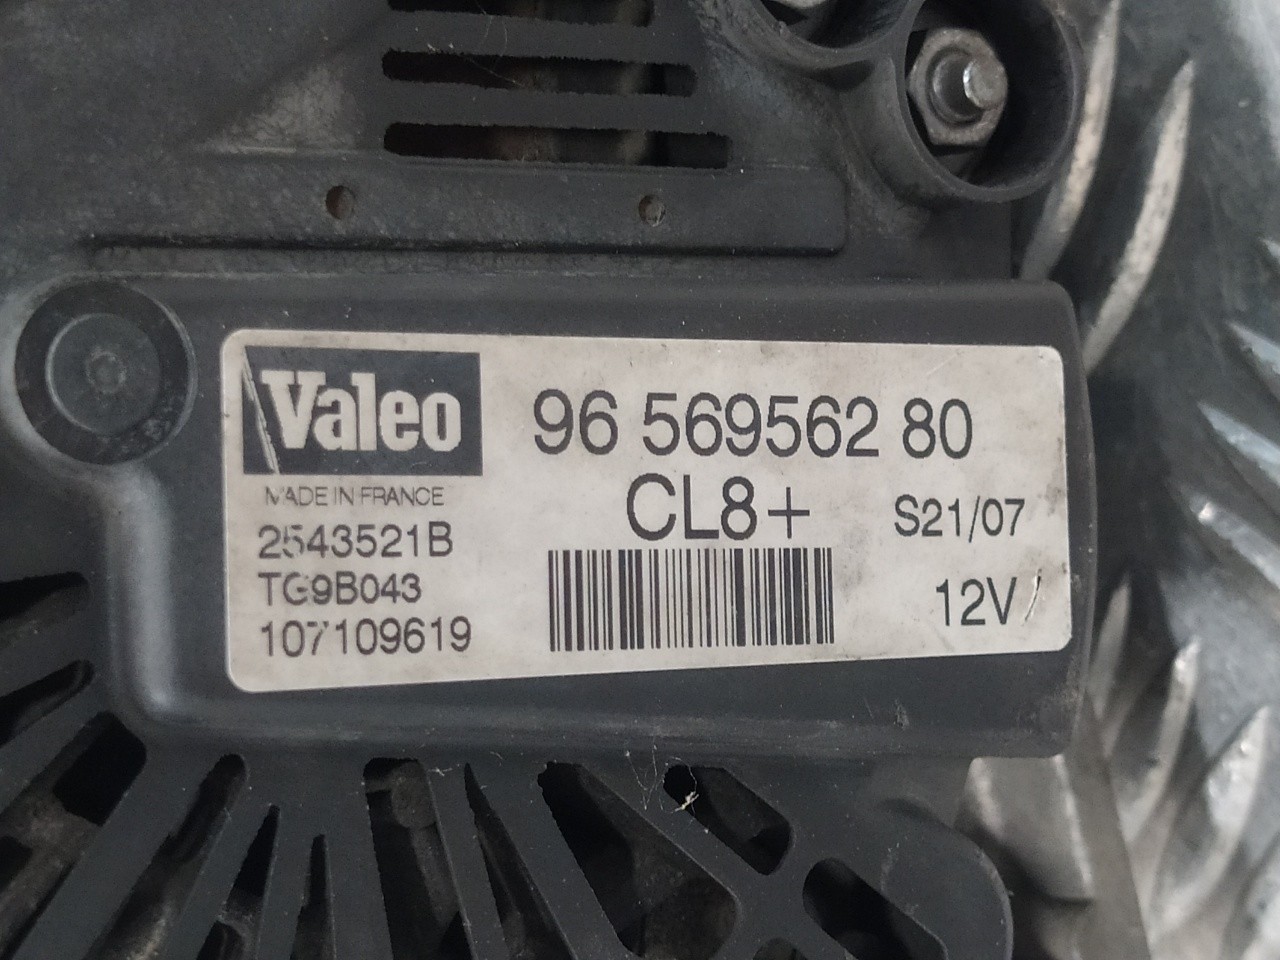 Valeo
96 569562 80
MADE IN FRANCE
CL8+
S21/07
2543521B
TG9B043
12V
107109619